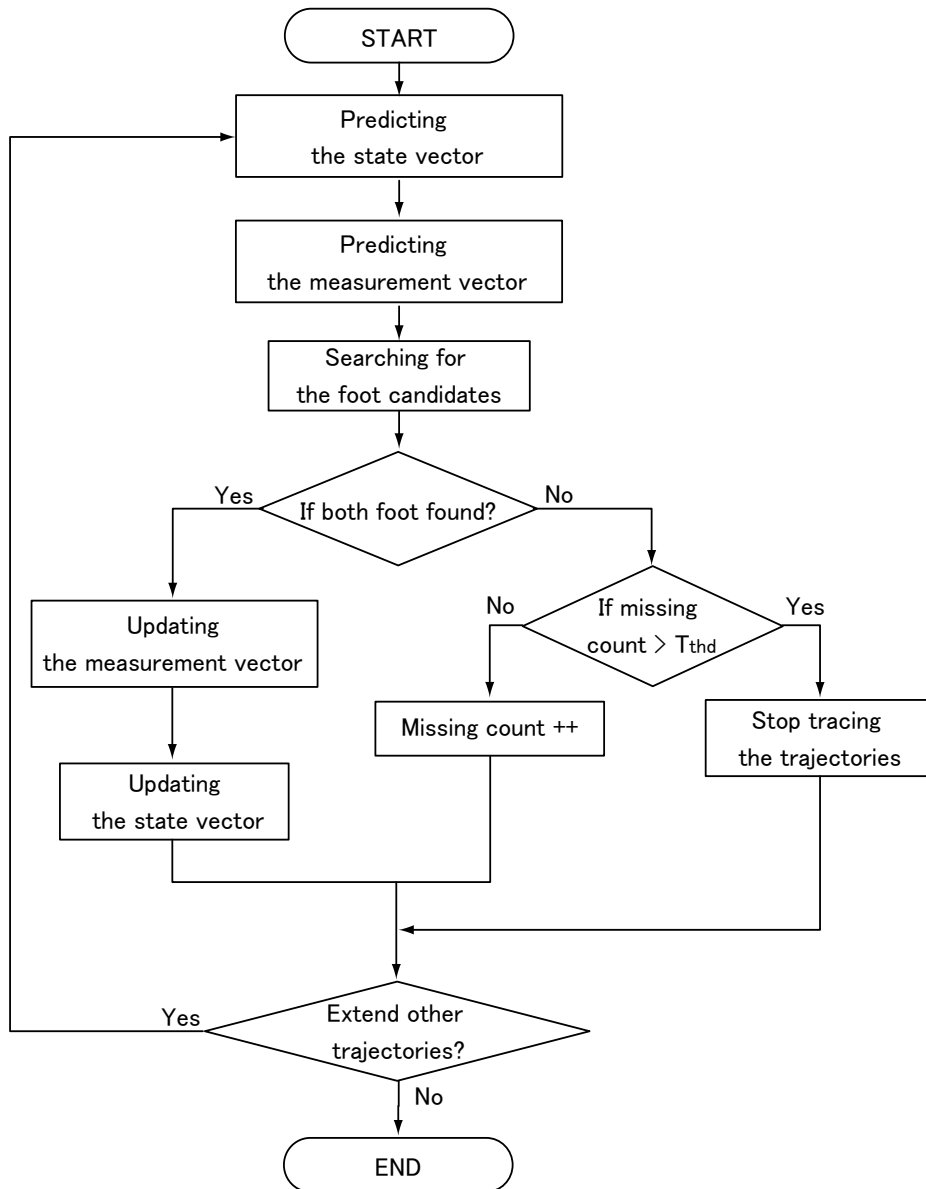 START
Predicting
the state vector
Predicting
the measurement vector
Searching for
the foot candidates
Yes
If both foot found?
No
No
If missing
count > Tthd
Yes
Updating
the measurement vector
Missing count ++
Stop tracing
the trajectories
Updating
the state vector
Yes
Extend other
trajectories?
No
END